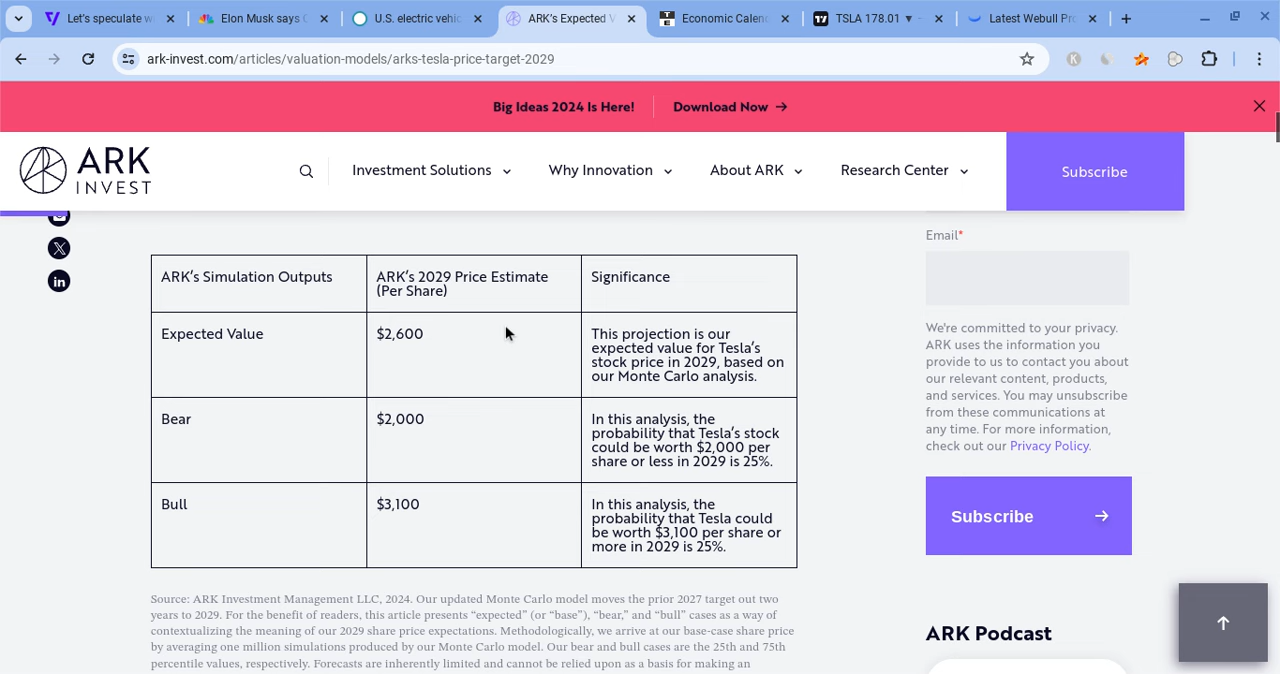 Let's speculate w
Elon Musk says C
U.S. electric vehic
ARK's Expected V
Economic Calenc
TSLA 178.01 ▼
Latest Webull Pro
ark-invest.com/articles/valuation-models/arks-tesla-price-target-2029
Big Ideas 2024 Is Here!
Download Now →
ARK
INVEST
Investment Solutions
Why Innovation
About ARK
Research Center
Subscribe
ARK's Simulation Outputs
ARK's 2029 Price Estimate
(Per Share)
Significance
Expected Value
$2,600
This projection is our
expected value for Tesla's
stock price in 2029, based on
our Monte Carlo analysis.
Bear
$2,000
In this analysis, the
probability that Tesla's stock
could be worth $2,000 per
share or less in 2029 is 25%.
Bull
$3,100
In this analysis, the
probability that Tesla could
be worth $3,100 per share or
more in 2029 is 25%.
Source: ARK Investment Management LLC, 2024. Our updated Monte Carlo model moves the prior 2027 target out two
years to 2029. For the benefit of readers, this article presents “expected” (or “base”), “bear,” and “bull” cases as a way of
contextualizing the meaning of our 2029 share price expectations. Methodologically, we arrive at our base-case share price
by averaging one million simulations produced by our Monte Carlo model. Our bear and bull cases are the 25th and 75th
percentile values, respectively. Forecasts are inherently limited and cannot be relied upon as a basis for making an
Email*
We're committed to your privacy.
ARK uses the information you
provide to us to contact you about
our relevant content, products,
and services. You may unsubscribe
from these communications at
any time. For more information,
check out our Privacy Policy.
Subscribe →
ARK Podcast